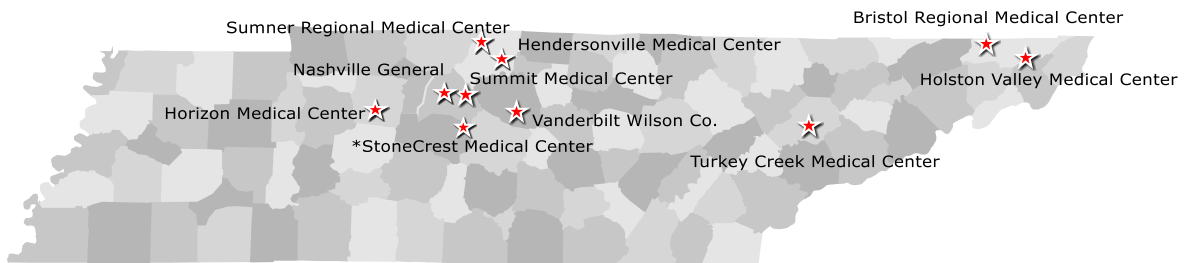 Bristol Regional Medical Center
Sumner Regional Medical Center
Hendersonville Medical Center
Nashville General
Summit Medical Center
Holston Valley Medical Center
Horizon Medical Center
Vanderbilt Wilson Co.
*StoneCrest Medical Center
Turkey Creek Medical Center